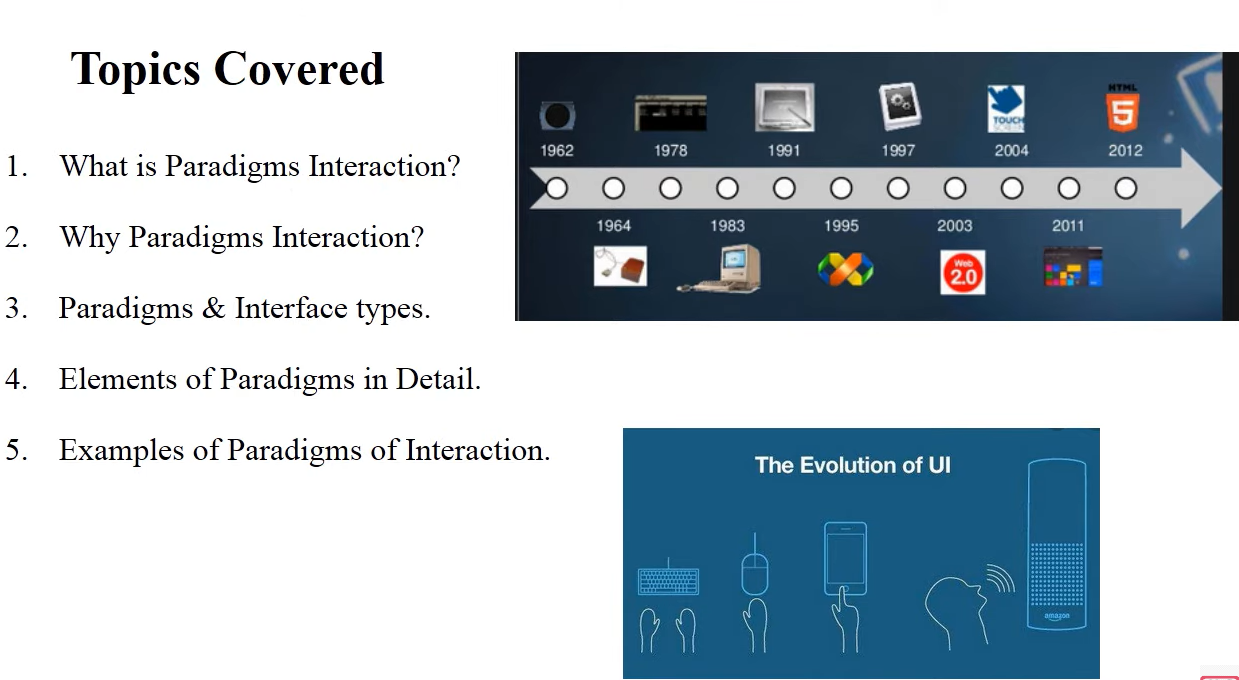 Topics Covered
1. What is Paradigms Interaction?
2. Why Paradigms Interaction?
3. Paradigms & Interface types.
4. Elements of Paradigms in Detail.
5. Examples of Paradigms of Interaction.
TOUCH
SCREEN
HTML
5
1962 1978 1991 1997 2004 2012
1964 1983 1995 2003 2011
Web
2.0
The Evolution of UI
amazon